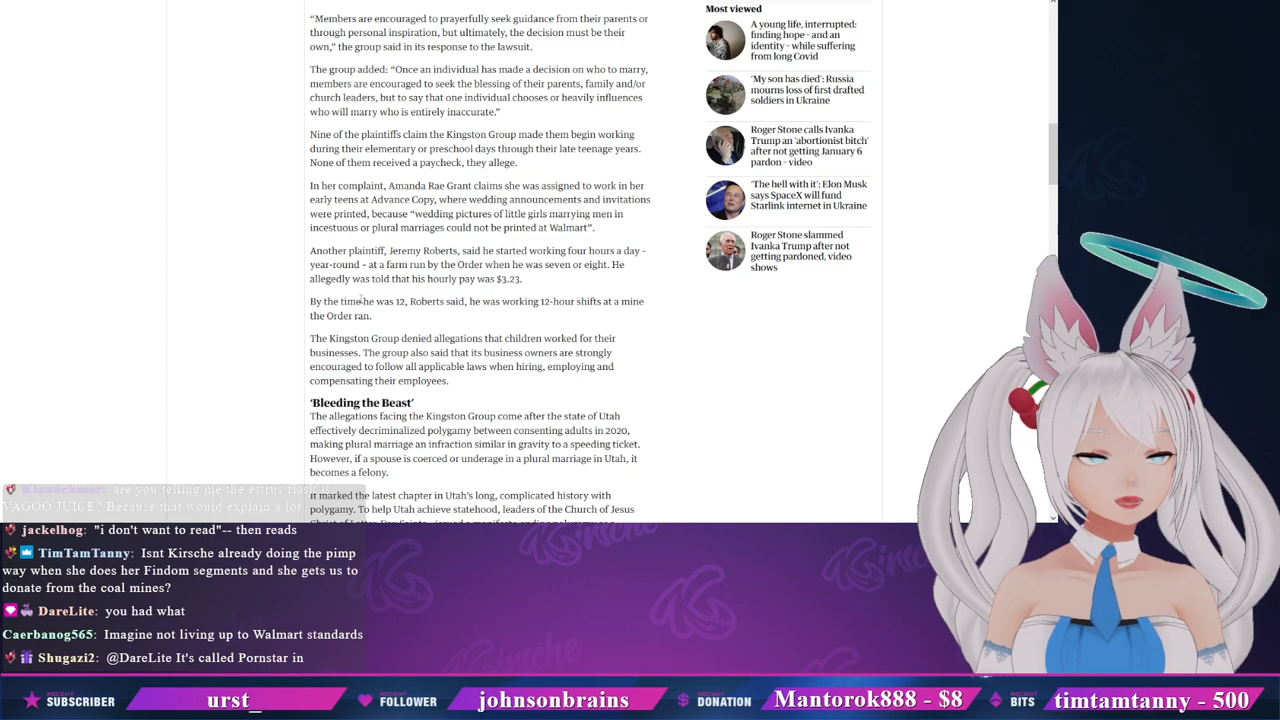 “Members are encouraged to prayerfully seek guidance from their parents or
through personal inspiration, but ultimately, the decision must be their
own,” the group said in its response to the lawsuit.
The group added: “Once an individual has made a decision on who to marry,
members are encouraged to seek the blessing of their parents, family and/or
church leaders, but to say that one individual chooses or heavily influences
who will marry who is entirely inaccurate.”
Nine of the plaintiffs claim the Kingston Group made them begin working
during their elementary or preschool days through their late teenage years.
None of them received a paycheck, they allege.
In her complaint, Amanda Rae Grant claims she was assigned to work in her
early teens at Advance Copy, where wedding announcements and invitations
were printed, because “wedding pictures of little girls marrying men in
incestuous or plural marriages could not be printed at Walmart”.
Another plaintiff, Jeremy Roberts, said he started working four hours a day –
year-round – at a farm run by the Order when he was seven or eight. He
allegedly was told that his hourly pay was $3.23.
By the time he was 12, Roberts said, he was working 12-hour shifts at a mine
the Order ran.
The Kingston Group denied allegations that children worked for their
businesses. The group also said that its business owners are strongly
encouraged to follow all applicable laws when hiring, employing and
compensating their employees.
‘Bleeding the Beast’
The allegations facing the Kingston Group come after the state of Utah
effectively decriminalized polygamy between consenting adults in 2020,
making plural marriage an infraction similar in gravity to a speeding ticket.
However, if a spouse is coerced or underage in a plural marriage in Utah, it
becomes a felony.
It marked the latest chapter in Utah's long, complicated history with
polygamy. To help Utah achieve statehood, leaders of the Church of Jesus
Most viewed
A young life, interrupted:
finding hope – and an
identity – while suffering
from long Covid
‘My son has died’: Russia
mourns loss of first drafted
soldiers in Ukraine
Roger Stone calls Ivanka
Trump an ‘abortionist bitch’
after not getting January 6
pardon – video
‘The hell with it’: Elon Musk
says SpaceX will fund
Starlink internet in Ukraine
Roger Stone slammed
Ivanka Trump after not
getting pardoned, video
shows
are you telling me the estrus flask is
VAGOO JUICE? Because that would explain a lot
jackelhog: "i don't want to read"-- then reads
TimTamTanny: Isnt Kirsche already doing the pimp
way when she does her Findom segments and she gets us to
donate from the coal mines?
DareLite: you had what
Caerbanog565: Imagine not living up to Walmart standards
Shugazi2: @DareLite It's called Pornstar in
Kirsche
RECENT
SUBSCRIBER
urst_
RECENT
FOLLOWER
johnsonbrains
RECENT
DONATION
Mantorok888 - $8
RECENT
BITS
timtamtanny - 500